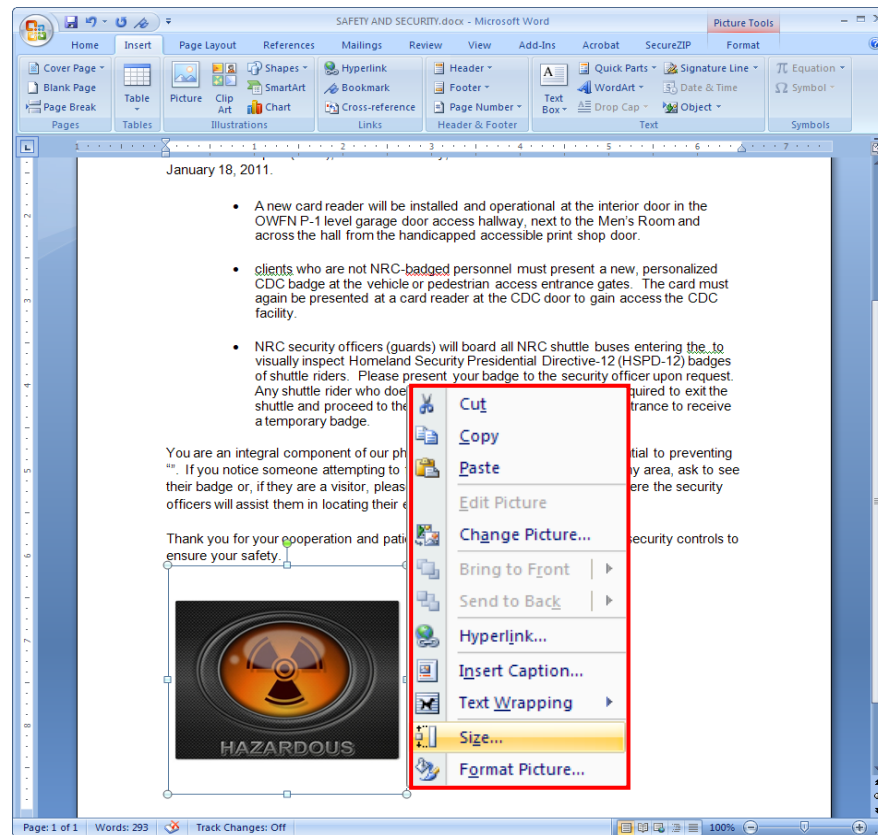 SAFETY AND SECURITY.docx - Microsoft Word
Picture Tools
Home Insert Page Layout References Mailings Review View Add-Ins Acrobat SecureZIP Format
Cover Page
Blank Page
Page Break
Pages
Table
Tables
Picture
Clip Art
Shapes
SmartArt
Chart
Illustrations
Hyperlink
Bookmark
Cross-reference
Links
Header
Footer
Page Number
Header & Footer
Text Box
Quick Parts
WordArt
Drop Cap
Signature Line
Date & Time
Object
Text
Equation
Symbol
Symbols
1 1 2 3 4 5 6 7
January 18, 2011.
• A new card reader will be installed and operational at the interior door in the
OWFN P-1 level garage door access hallway, next to the Men's Room and
across the hall from the handicapped accessible print shop door.
• clients who are not NRC-badged personnel must present a new, personalized
CDC badge at the vehicle or pedestrian access entrance gates. The card must
again be presented at a card reader at the CDC door to gain access the CDC
facility.
• NRC security officers (guards) will board all NRC shuttle buses entering the to
visually inspect Homeland Security Presidential Directive-12 (HSPD-12) badges
of shuttle riders. Please present your badge to the security officer upon request.
Any shuttle rider who doe quired to exit the
shuttle and proceed to the trance to receive
a temporary badge.
You are an integral component of our ph tial to preventing
"". If you notice someone attempting to y area, ask to see
their badge or, if they are a visitor, pleas ere the security
officers will assist them in locating their e
Thank you for your cooperation and patie security controls to
ensure your safety.
HAZARDOUS
Cut
Copy
Paste
Edit Picture
Change Picture...
Bring to Front
Send to Back
Hyperlink...
Insert Caption...
Text Wrapping
Size...
Format Picture...
Page: 1 of 1 Words: 293 Track Changes: Off 100%